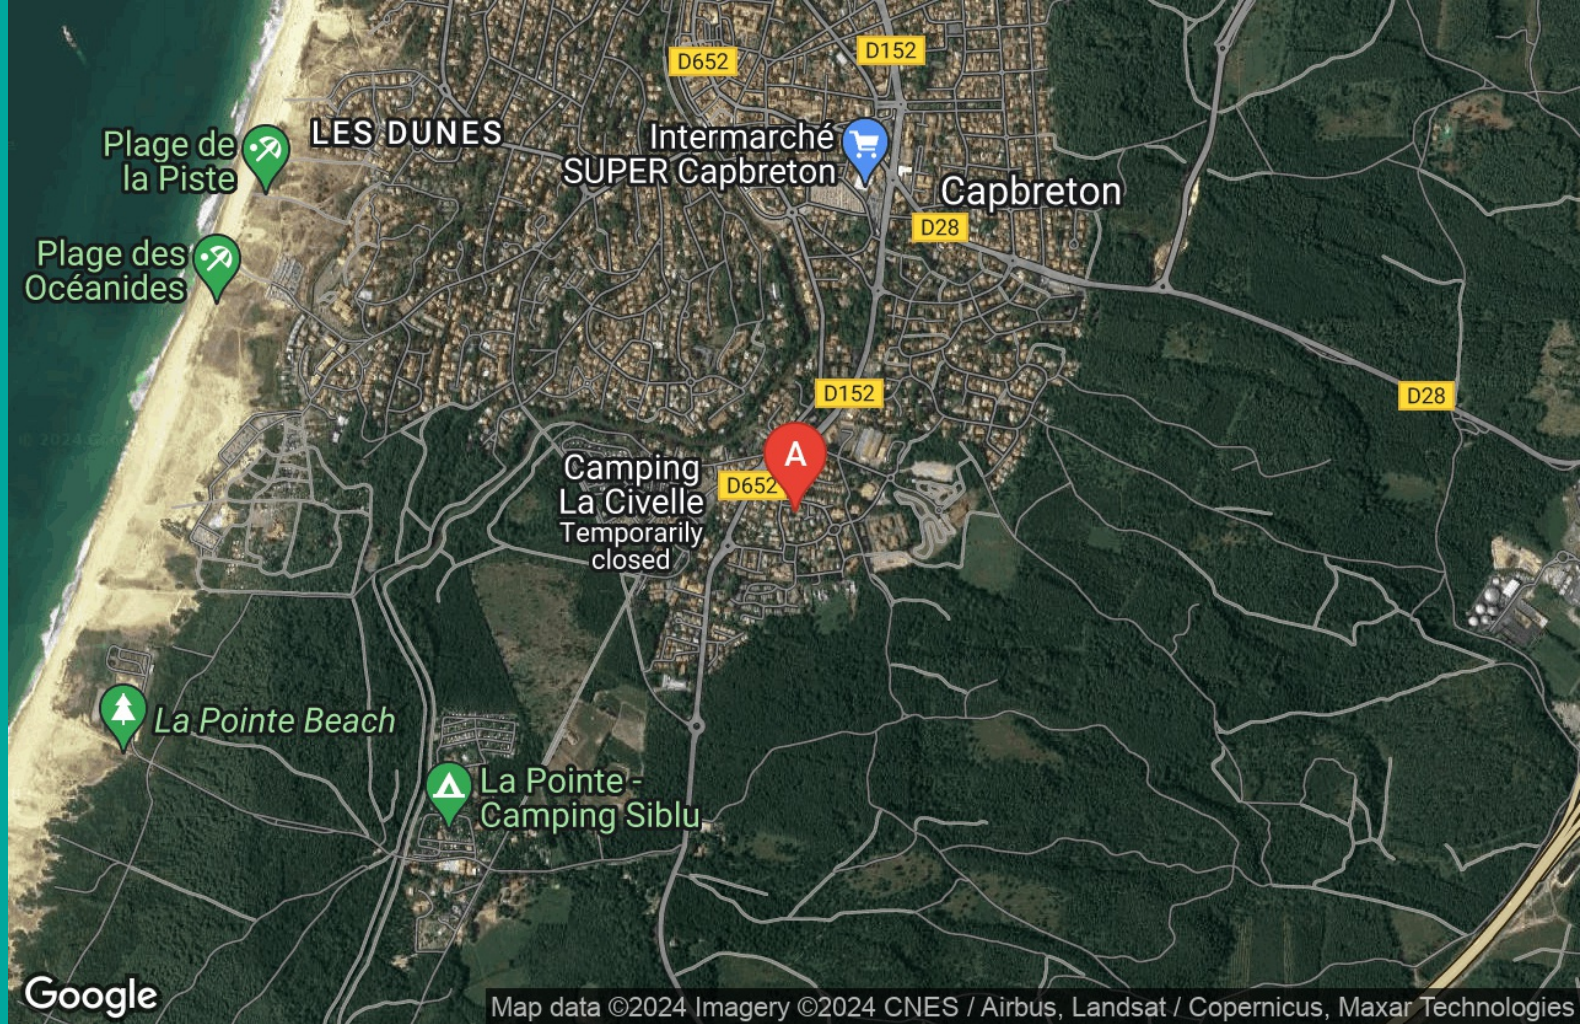 D652
D152
Plage de
la Piste
LES DUNES
Intermarché
SUPER Capbreton
Capbreton
D28
Plage des
Océanides
D152
D28
A
Camping
La Civelle
Temporarily
closed
D652
La Pointe Beach
La Pointe -
Camping Siblu
Google
Map data ©2024 Imagery ©2024 CNES / Airbus, Landsat / Copernicus, Maxar Technologies